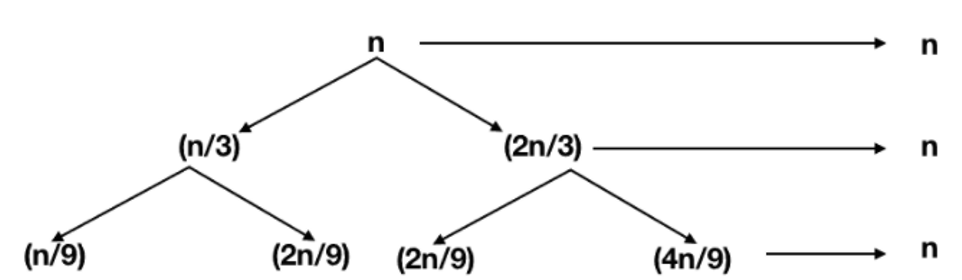 n n
(n/3) (2n/3) n
(n/9) (2n/9) (2n/9) (4n/9) n